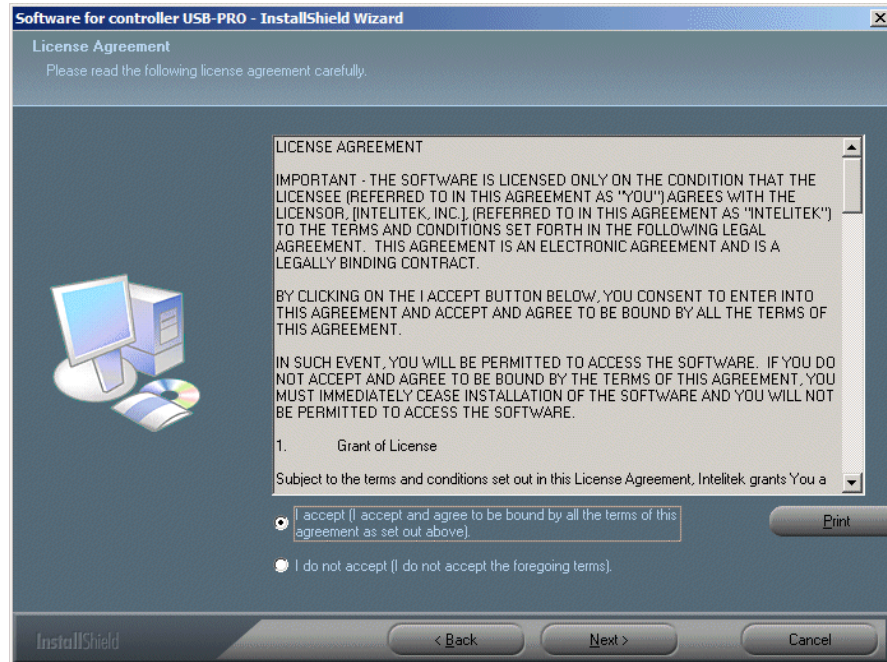 Software for controller USB-PRO - InstallShield Wizard
License Agreement
Please read the following license agreement carefully.
LICENSE AGREEMENT
IMPORTANT - THE SOFTWARE IS LICENSED ONLY ON THE CONDITION THAT THE
LICENSEE (REFERRED TO IN THIS AGREEMENT AS "YOU") AGREES WITH THE
LICENSOR, [INTELITEK, INC.], (REFERRED TO IN THIS AGREEMENT AS "INTELITEK")
TO THE TERMS AND CONDITIONS SET FORTH IN THE FOLLOWING LEGAL
AGREEMENT. THIS AGREEMENT IS AN ELECTRONIC AGREEMENT AND IS A
LEGALLY BINDING CONTRACT.
BY CLICKING ON THE I ACCEPT BUTTON BELOW, YOU CONSENT TO ENTER INTO
THIS AGREEMENT AND ACCEPT AND AGREE TO BE BOUND BY ALL THE TERMS OF
THIS AGREEMENT.
IN SUCH EVENT, YOU WILL BE PERMITTED TO ACCESS THE SOFTWARE. IF YOU DO
NOT ACCEPT AND AGREE TO BE BOUND BY THE TERMS OF THIS AGREEMENT, YOU
MUST IMMEDIATELY CEASE INSTALLATION OF THE SOFTWARE AND YOU WILL NOT
BE PERMITTED TO ACCESS THE SOFTWARE.
1. Grant of License
Subject to the terms and conditions set out in this License Agreement, Intelitek grants You a
I accept (I accept and agree to be bound by all the terms of this
agreement as set out above).
Print
I do not accept (I do not accept the foregoing terms).
InstallShield
< Back
Next >
Cancel